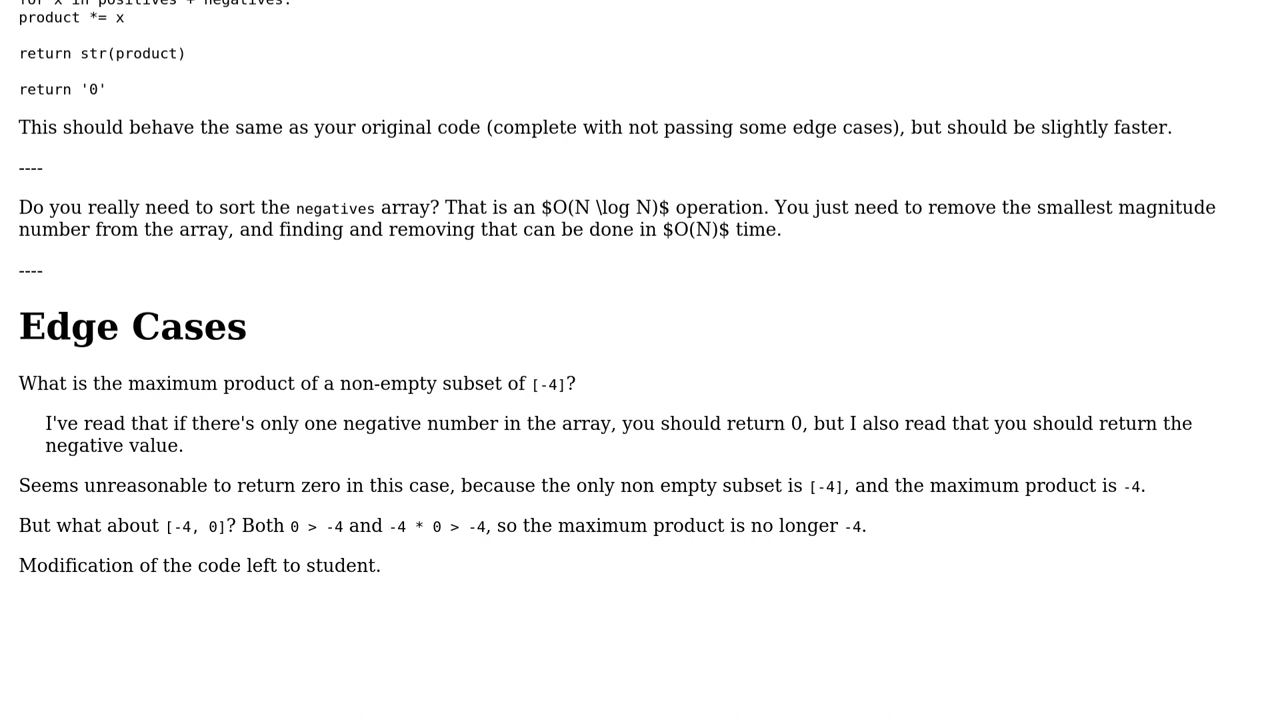 for x in positives + negatives:
product *= x
return str(product)
return '0'
This should behave the same as your original code (complete with not passing some edge cases), but should be slightly faster.
----
Do you really need to sort the negatives array? That is an $O(N \log N)$ operation. You just need to remove the smallest magnitude
number from the array, and finding and removing that can be done in $O(N)$ time.
----
Edge Cases
What is the maximum product of a non-empty subset of [-4]?
I've read that if there's only one negative number in the array, you should return 0, but I also read that you should return the
negative value.
Seems unreasonable to return zero in this case, because the only non empty subset is [-4], and the maximum product is -4.
But what about [-4, 0]? Both 0 > -4 and -4 * 0 > -4, so the maximum product is no longer -4.
Modification of the code left to student.